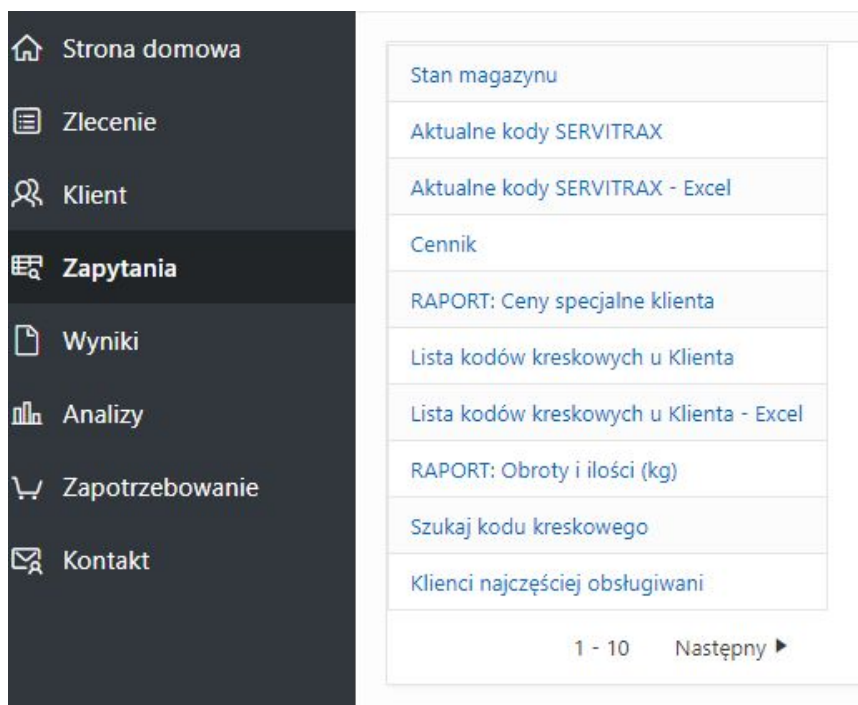 Strona domowa
Zlecenie
Klient
Zapytania
Wyniki
Analizy
Zapotrzebowanie
Kontakt
Stan magazynu
Aktualne kody SERVITRAX
Aktualne kody SERVITRAX - Excel
Cennik
RAPORT: Ceny specjalne klienta
Lista kodów kreskowych u Klienta
Lista kodów kreskowych u Klienta - Excel
RAPORT: Obroty i ilości (kg)
Szukaj kodu kreskowego
Klienci najczęściej obsługiwani
1 - 10 Następny